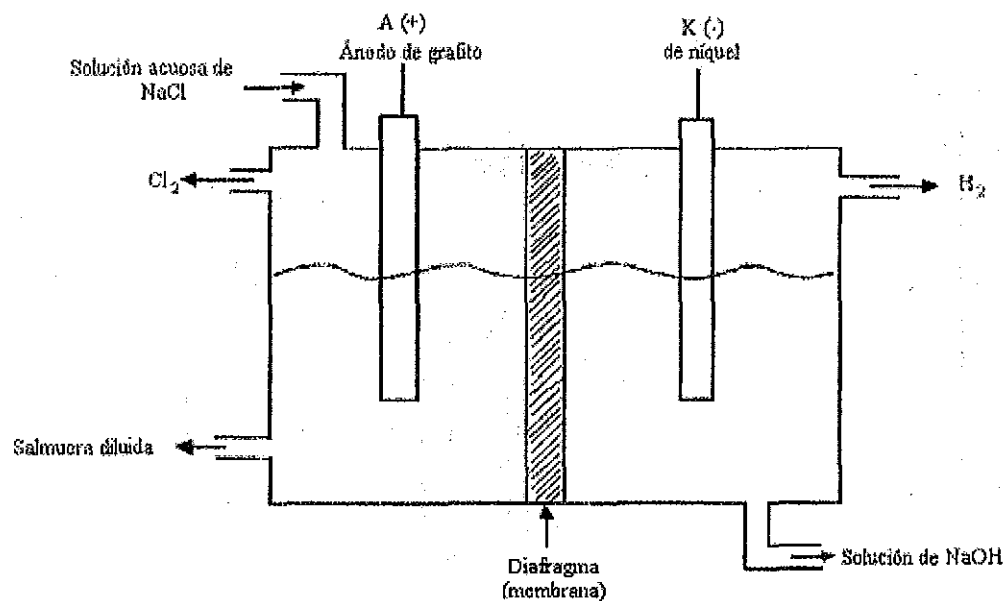 A (+)
Ánodo de grafito
K (-)
de níquel
Solución acuosa de
NaCl
Cl2
H2
Salmuera diluida
Diafragma
(membrana)
Solución de NaOH